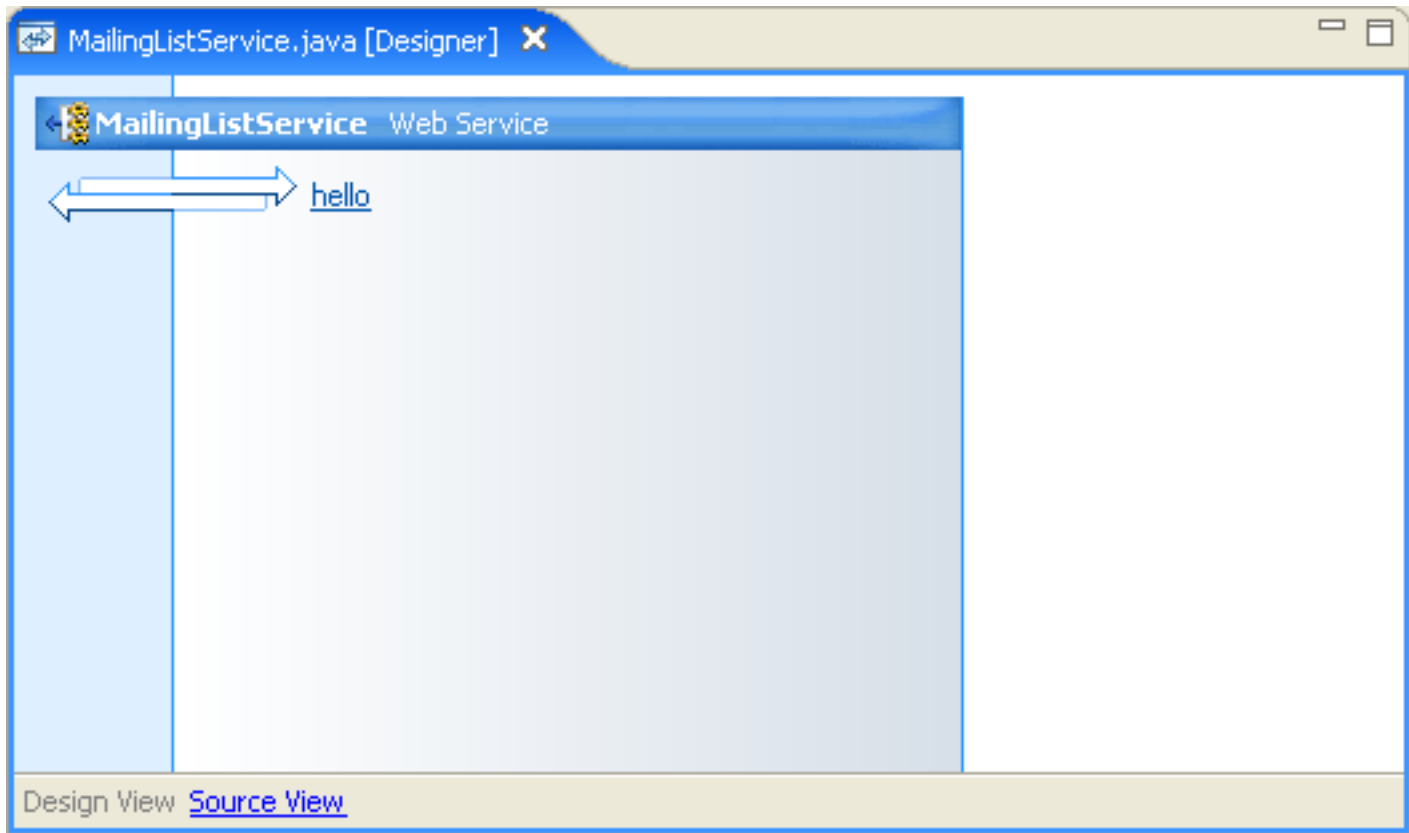 MailingListService.java [Designer]
MailingListService Web Service
hello
Design View Source View